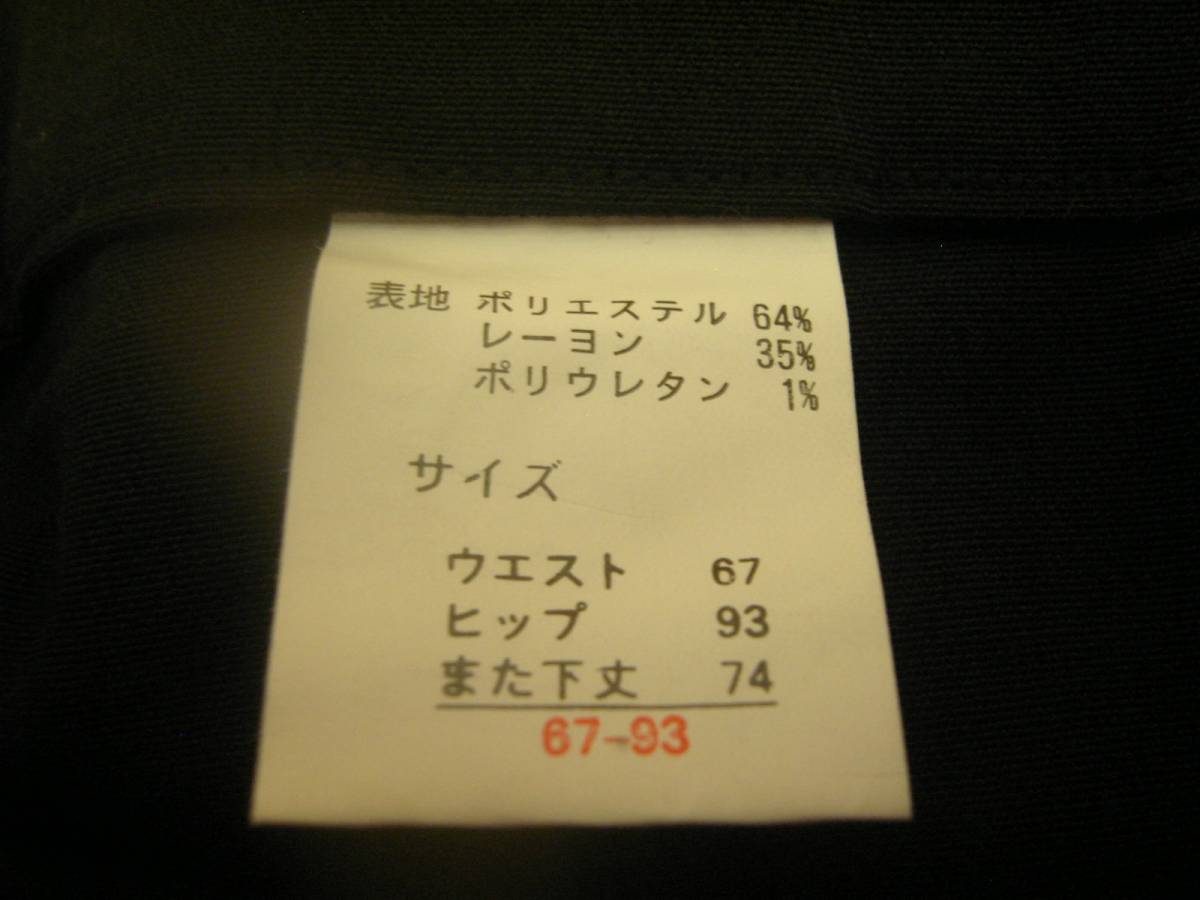 表地 ポリエステル 64%
レーヨン 35%
ポリウレタン 1%
サイズ
ウエスト 67
ヒップ 93
また下丈 74
67-93